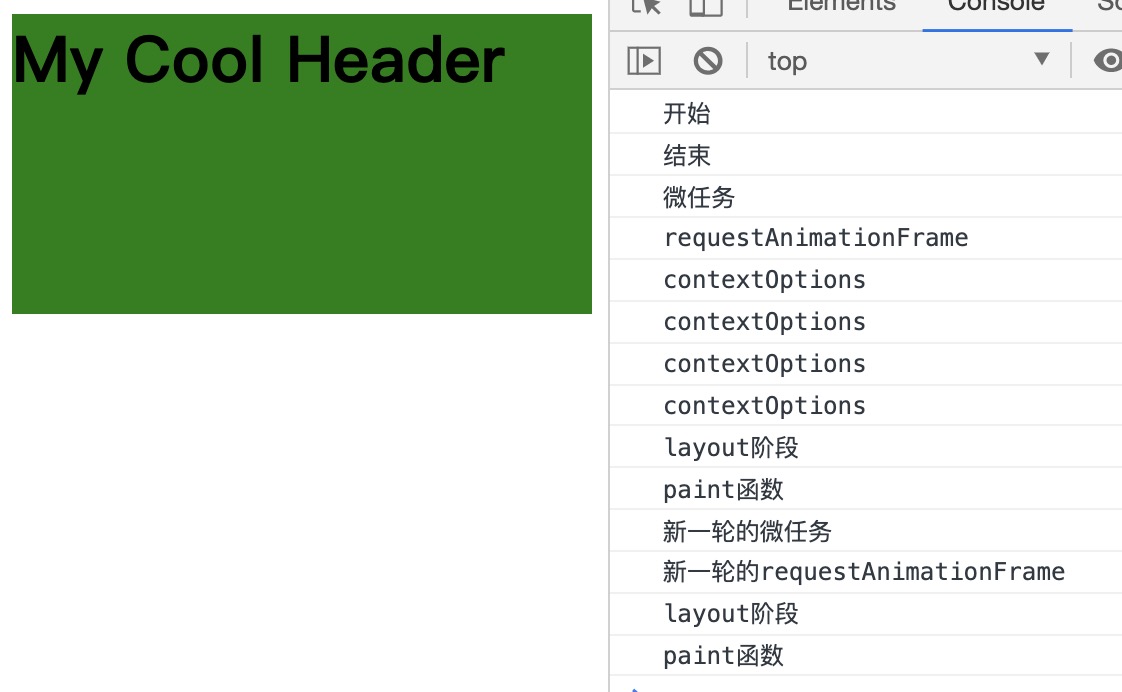 My Cool Header
Elements Console
top
开始
结束
微任务
requestAnimationFrame
contextOptions
contextOptions
contextOptions
contextOptions
layout阶段
paint函数
新一轮的微任务
新一轮的requestAnimationFrame
layout阶段
paint函数